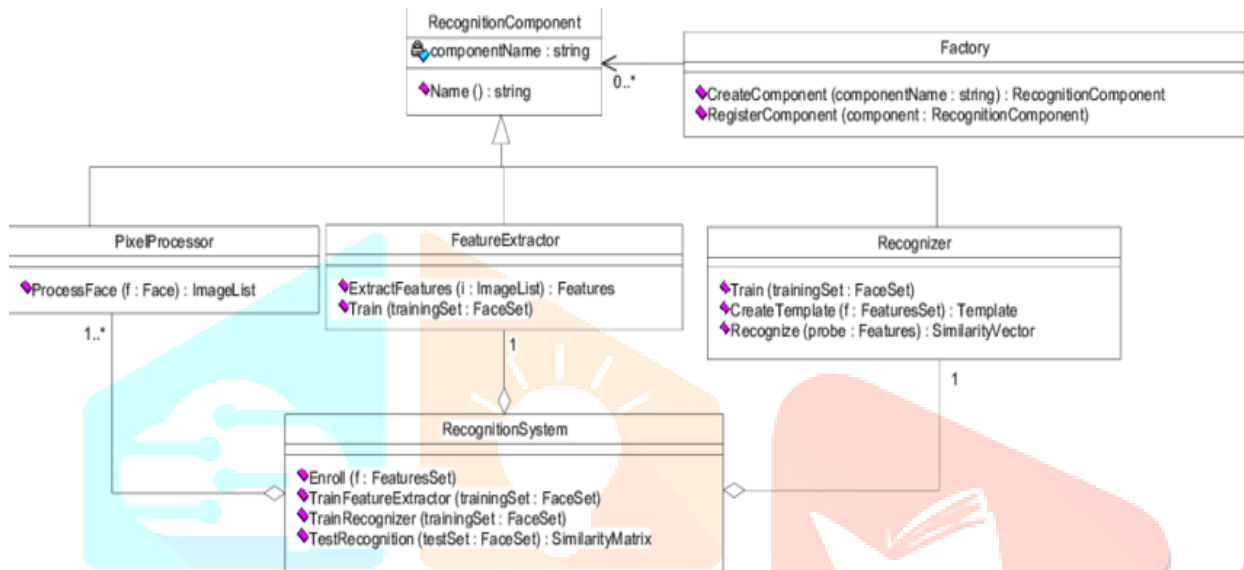 RecognitionComponent
componentName : string
Name () : string
Factory
CreateComponent (componentName : string) : RecognitionComponent
RegisterComponent (component : RecognitionComponent)
0..*
PixelProcessor
ProcessFace (f : Face) : ImageList
1..*
FeatureExtractor
ExtractFeatures (i : ImageList) : Features
Train (trainingSet : FaceSet)
1
Recognizer
Train (trainingSet : FaceSet)
CreateTemplate (f : FeaturesSet) : Template
Recognize (probe : Features) : SimilarityVector
1
RecognitionSystem
Enroll (f : FeaturesSet)
TrainFeatureExtractor (trainingSet : FaceSet)
TrainRecognizer (trainingSet : FaceSet)
TestRecognition (testSet : FaceSet) : SimilarityMatrix